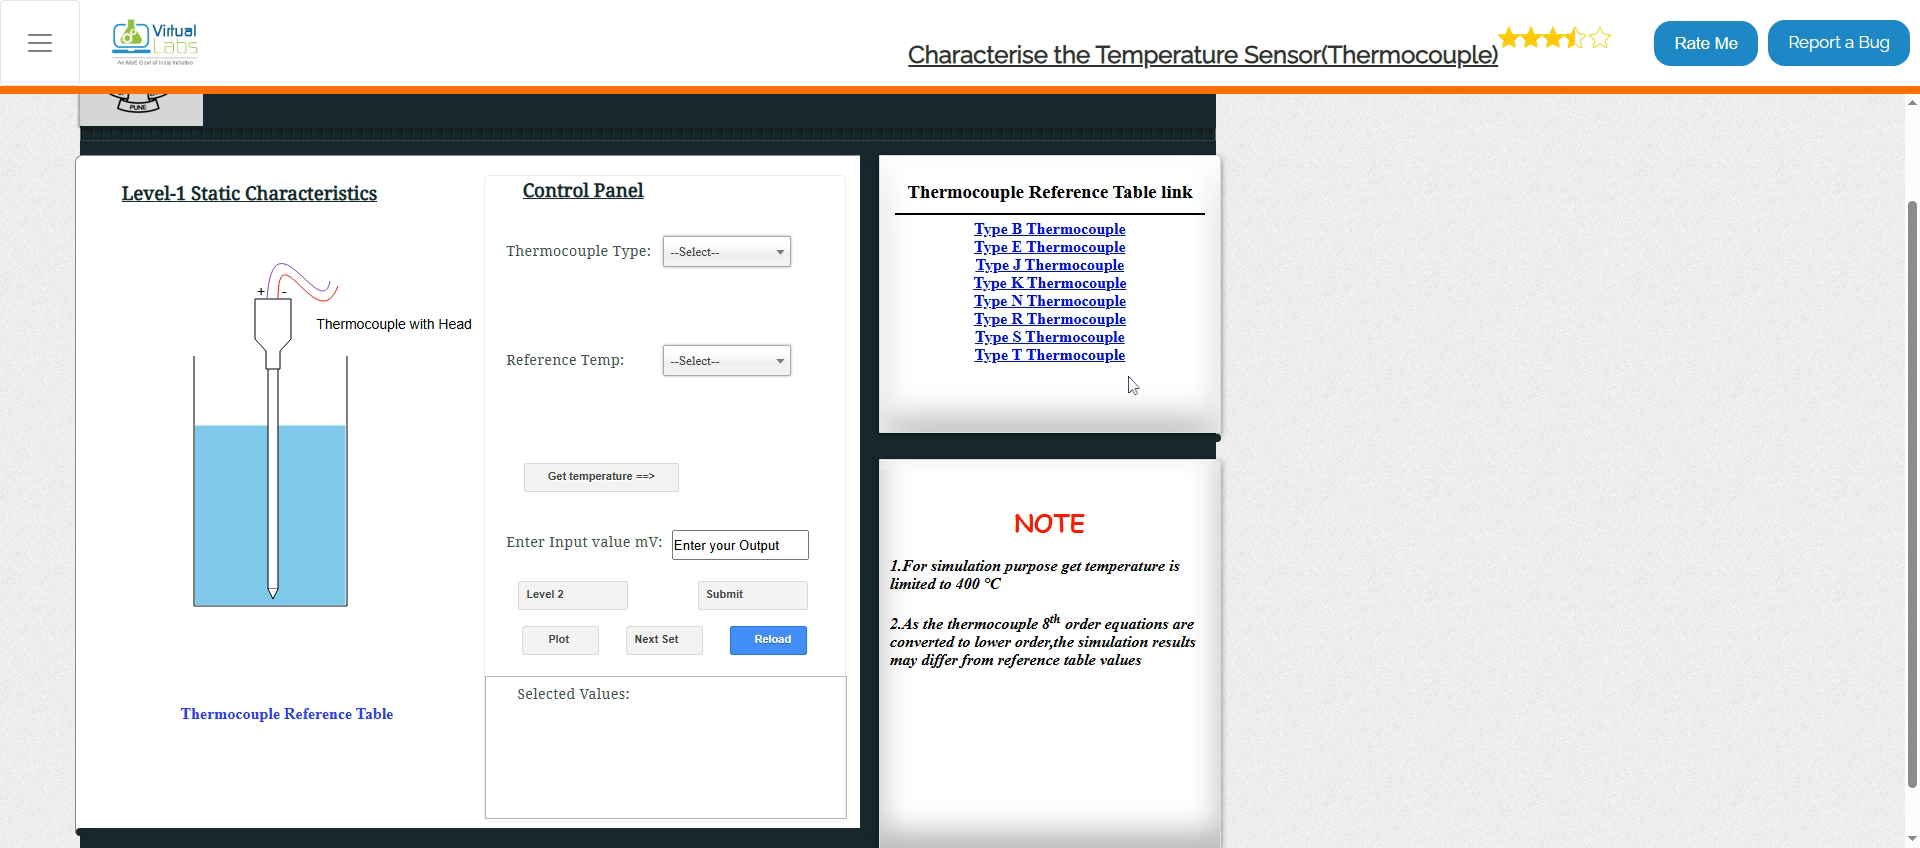 Virtual
Labs
An MoE Govt of India Initiative
Characterise the Temperature Sensor(Thermocouple)
Rate Me
Report a Bug
PUNE
Level-1 Static Characteristics
+ -
Thermocouple with Head
Thermocouple Reference Table
Control Panel
Thermocouple Type: --Select--
Reference Temp: --Select--
Get temperature ==>
Enter Input value mV: Enter your Output
Level 2 Submit
Plot Next Set Reload
Selected Values:
Thermocouple Reference Table link
Type B Thermocouple
Type E Thermocouple
Type J Thermocouple
Type K Thermocouple
Type N Thermocouple
Type R Thermocouple
Type S Thermocouple
Type T Thermocouple
NOTE
1.For simulation purpose get temperature is
limited to 400 °C
2.As the thermocouple 8th order equations are
converted to lower order,the simulation results
may differ from reference table values